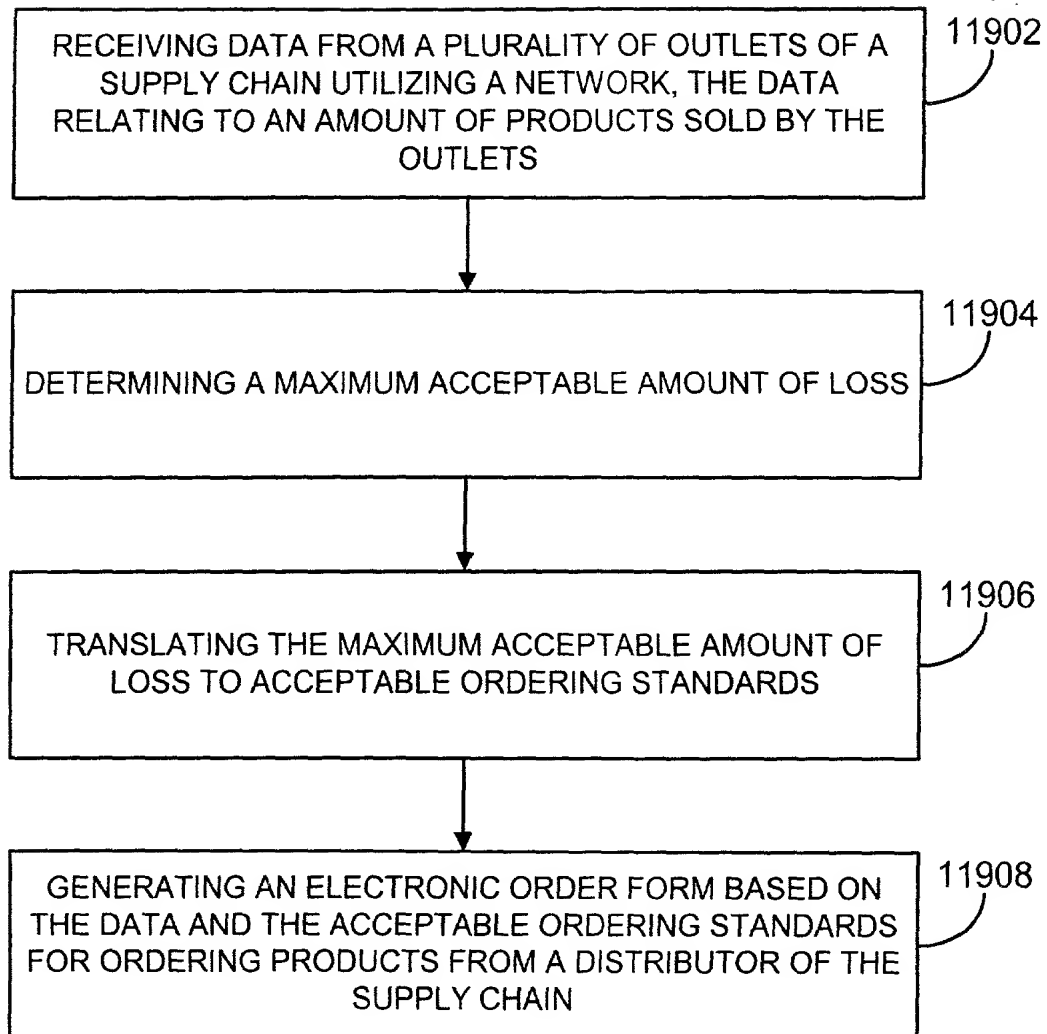 RECEIVING DATA FROM A PLURALITY OF OUTLETS OF A
SUPPLY CHAIN UTILIZING A NETWORK, THE DATA
RELATING TO AN AMOUNT OF PRODUCTS SOLD BY THE
OUTLETS
11902
DETERMINING A MAXIMUM ACCEPTABLE AMOUNT OF LOSS
11904
TRANSLATING THE MAXIMUM ACCEPTABLE AMOUNT OF
LOSS TO ACCEPTABLE ORDERING STANDARDS
11906
GENERATING AN ELECTRONIC ORDER FORM BASED ON
THE DATA AND THE ACCEPTABLE ORDERING STANDARDS
FOR ORDERING PRODUCTS FROM A DISTRIBUTOR OF THE
SUPPLY CHAIN
11908